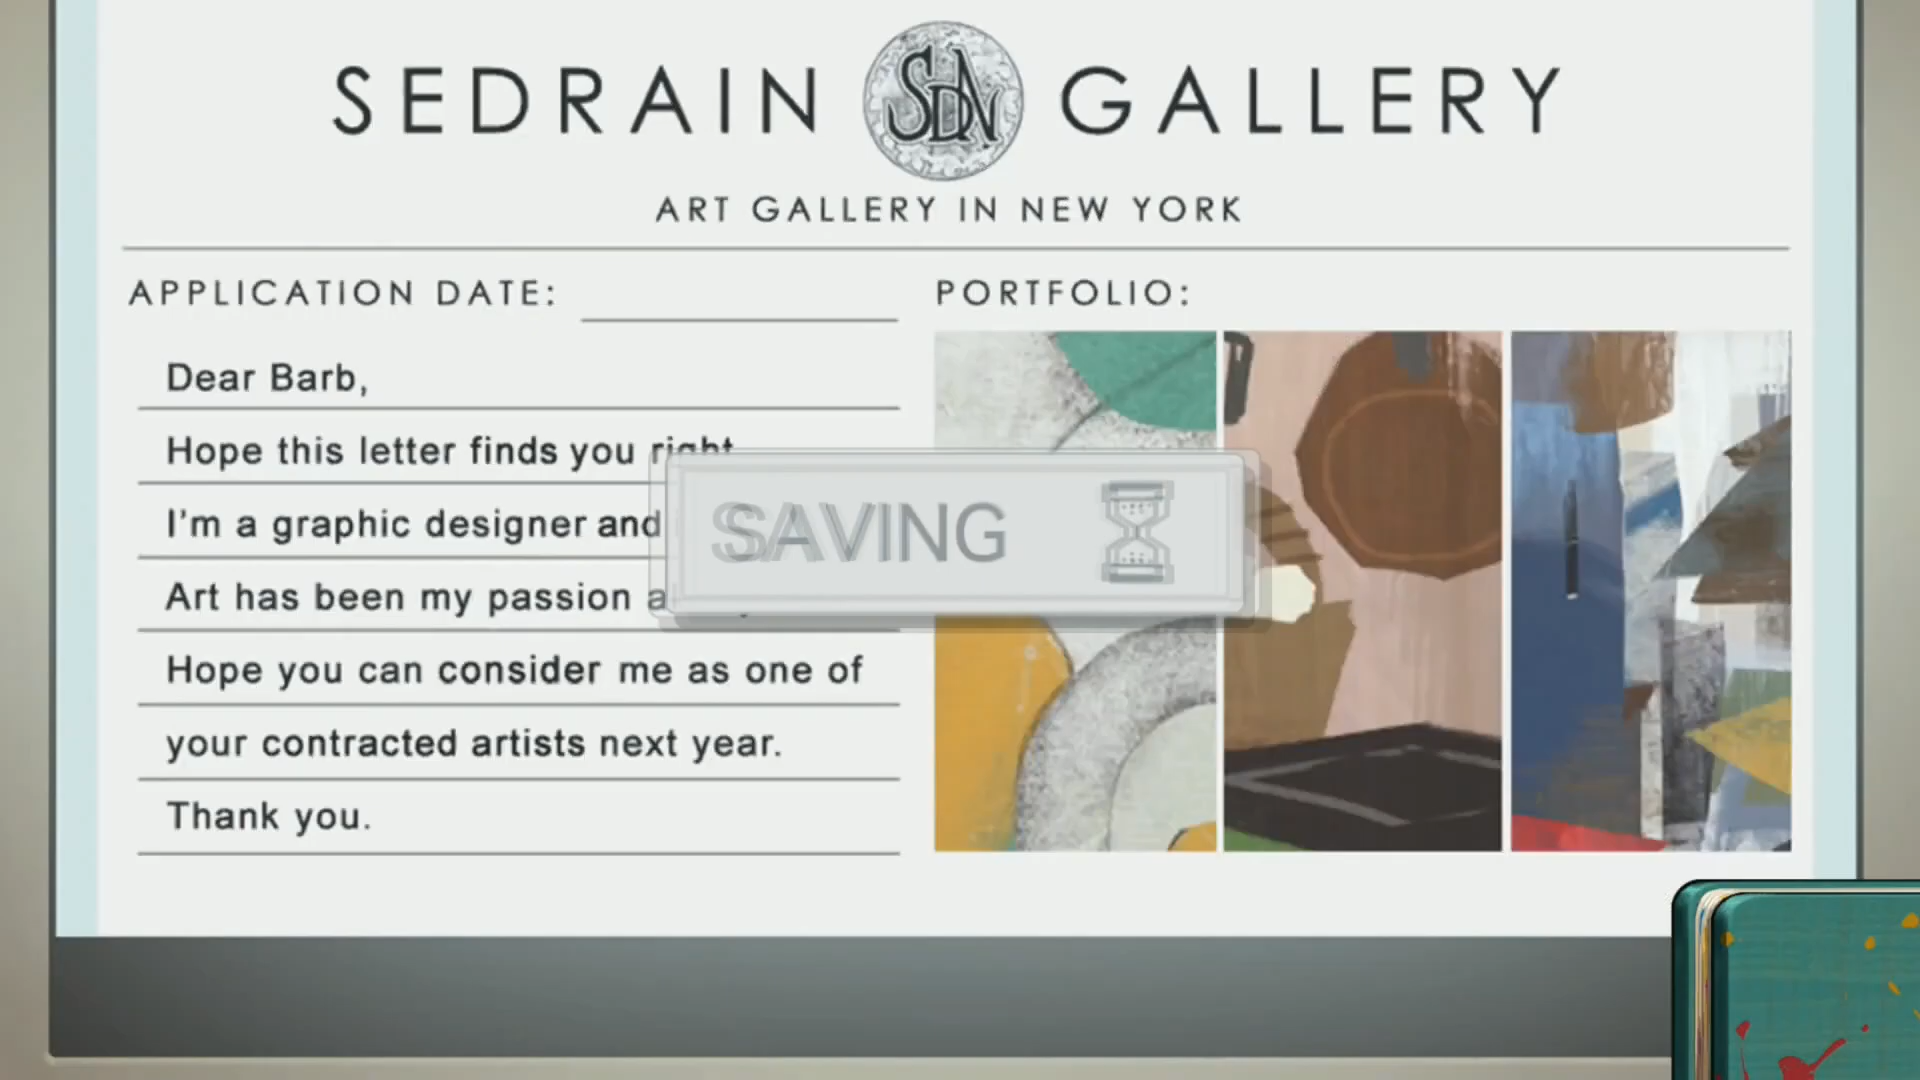 SEDRAIN SDN GALLERY
ART GALLERY IN NEW YORK
APPLICATION DATE:
PORTFOLIO:
Dear Barb,
Hope this letter finds you right
I'm a graphic designer and
Art has been my passion
Hope you can consider me as one of
your contracted artists next year.
Thank you.
SAVING